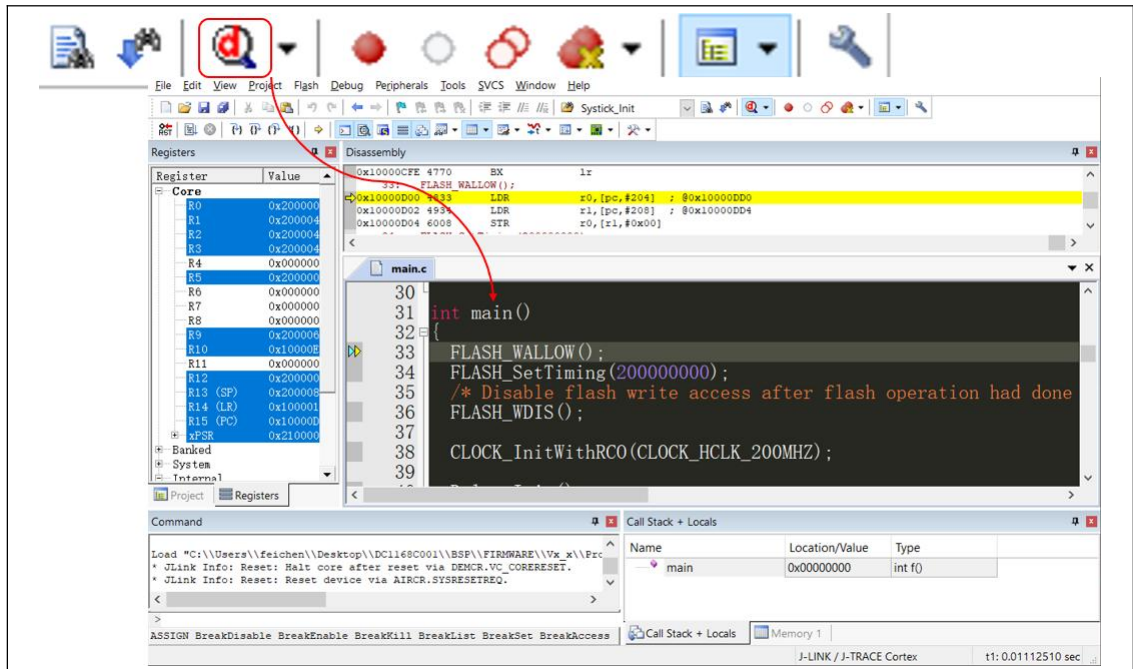 File Edit View Project Flash Debug Peripherals Tools SVCS Window Help
Systick_Init
RST
Registers
Disassembly
Register Value
Core
R0 0x200000
R1 0x200004
R2 0x200004
R3 0x200004
R4 0x000000
R5 0x200000
R6 0x000000
R7 0x000000
R8 0x000000
R9 0x200006
R10 0x10000E
R11 0x000000
R12 0x200000
R13 (SP) 0x200008
R14 (LR) 0x100001
R15 (PC) 0x10000D
xPSR 0x210000
Banked
System
Internal
Project Registers
0x10000CFE 4770 BX lr
33: FLASH_WALLOW();
0x10000D00 4833 LDR r0,[pc,#204] ; @0x10000DD0
0x10000D02 4934 LDR r1,[pc,#208] ; @0x10000DD4
0x10000D04 6008 STR r0,[r1,#0x00]
main.c
30
31 int main()
32 {
33 FLASH_WALLOW();
34 FLASH_SetTiming(200000000);
35 /* Disable flash write access after flash operation had done
36 FLASH_WDIS();
37
38 CLOCK_InitWithRCO(CLOCK_HCLK_200MHZ);
39
Command
Load "C:\\Users\\feichen\\Desktop\\DC1168C001\\BSP\\FIRMWARE\\Vx_x\\Prc
* JLink Info: Reset: Halt core after reset via DEMCR.VC_CORERESET.
* JLink Info: Reset: Reset device via AIRCR.SYSRESETREQ.
>
ASSIGN BreakDisable BreakEnable BreakKill BreakList BreakSet BreakAccess
Call Stack + Locals
Name Location/Value Type
main 0x00000000 int f()
Call Stack + Locals Memory 1
J-LINK / J-TRACE Cortex t1: 0.01112510 sec